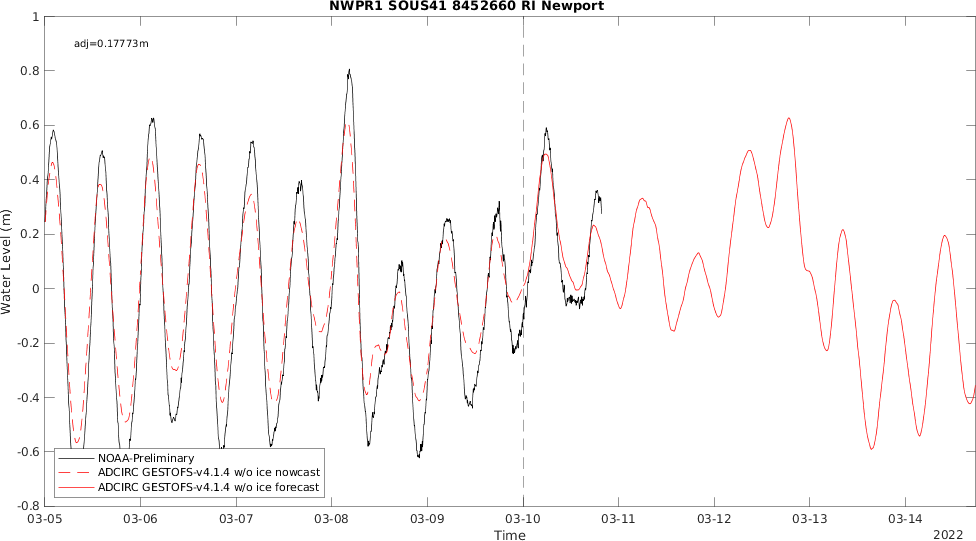 NWPR1 SOUS41 8452660 RI Newport
adj=0.17773m
1
0.8
0.6
0.4
0.2
0
-0.2
-0.4
-0.6
-0.8
Water Level (m)
NOAA-Preliminary
ADCIRC GESTOFS-v4.1.4 w/o ice nowcast
ADCIRC GESTOFS-v4.1.4 w/o ice forecast
03-05 03-06 03-07 03-08 03-09 03-10 03-11 03-12 03-13 03-14
Time
2022